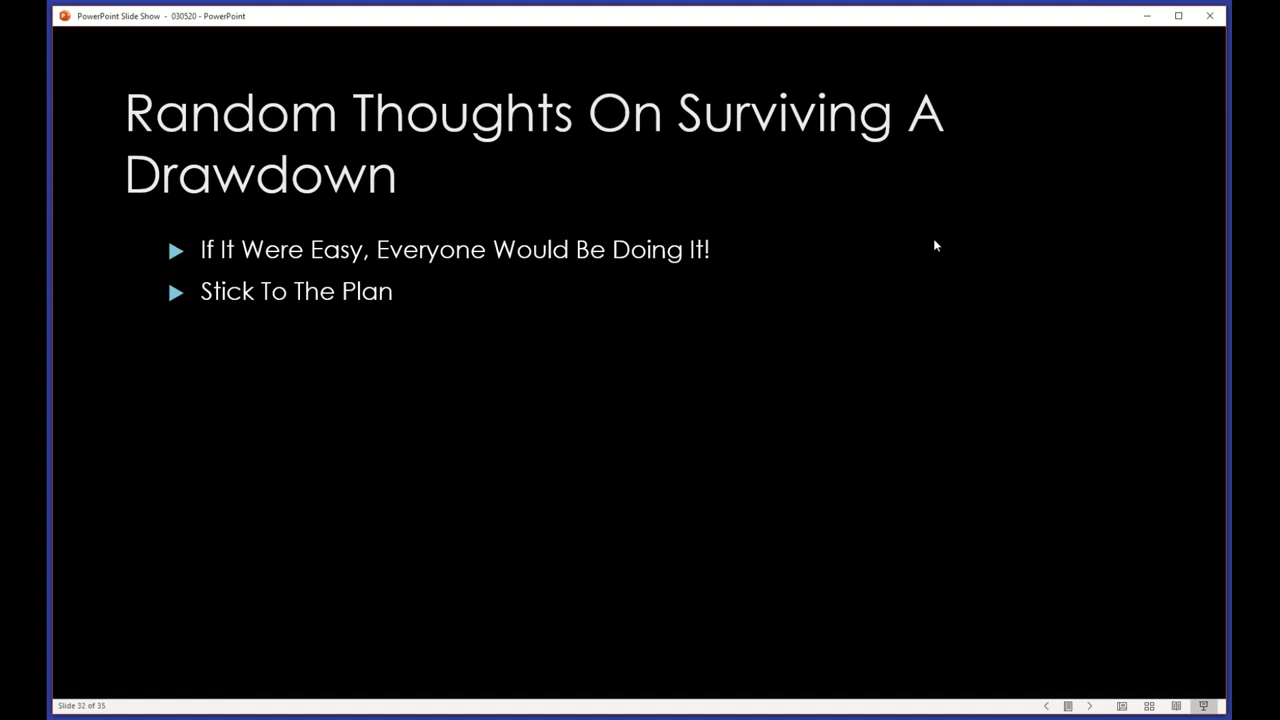 PowerPoint Slide Show - 030520 - PowerPoint
Random Thoughts On Surviving A
Drawdown
If It Were Easy, Everyone Would Be Doing It!
Stick To The Plan
Slide 32 of 35